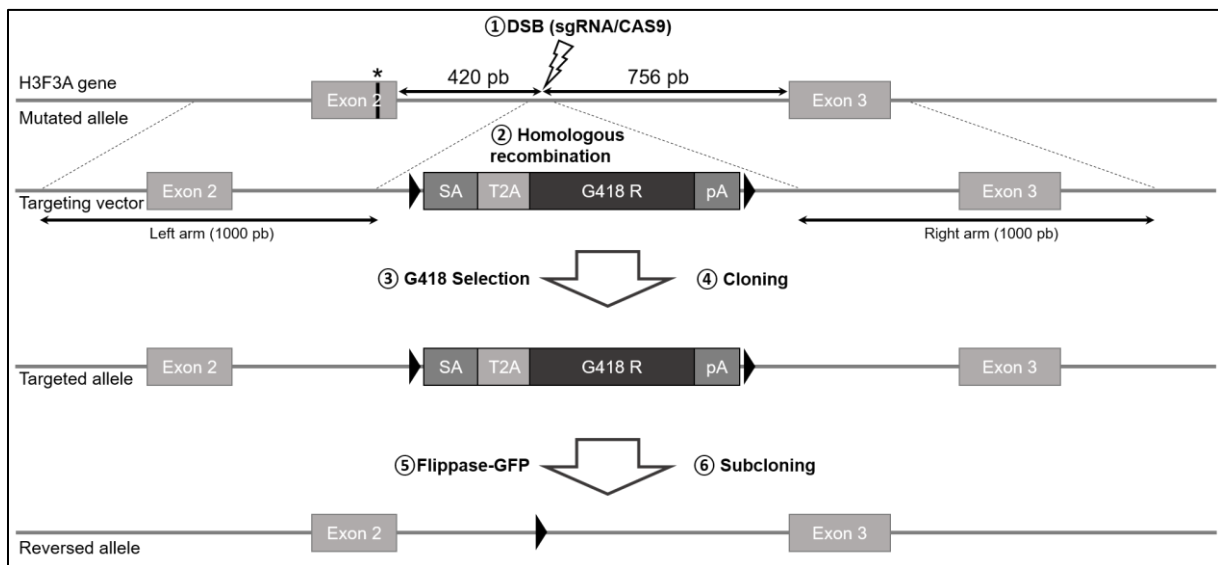 ①DSB (sgRNA/CAS9)
H3F3A gene
*
420 pb
756 pb
Exon 2
Exon 3
Mutated allele
② Homologous
recombination
Exon 2
SA
T2A
G418 R
pA
Exon 3
Targeting vector
Left arm (1000 pb)
Right arm (1000 pb)
③ G418 Selection
④ Cloning
Exon 2
SA
T2A
G418 R
pA
Exon 3
Targeted allele
⑤Flippase-GFP
⑥ Subcloning
Exon 2
Exon 3
Reversed allele